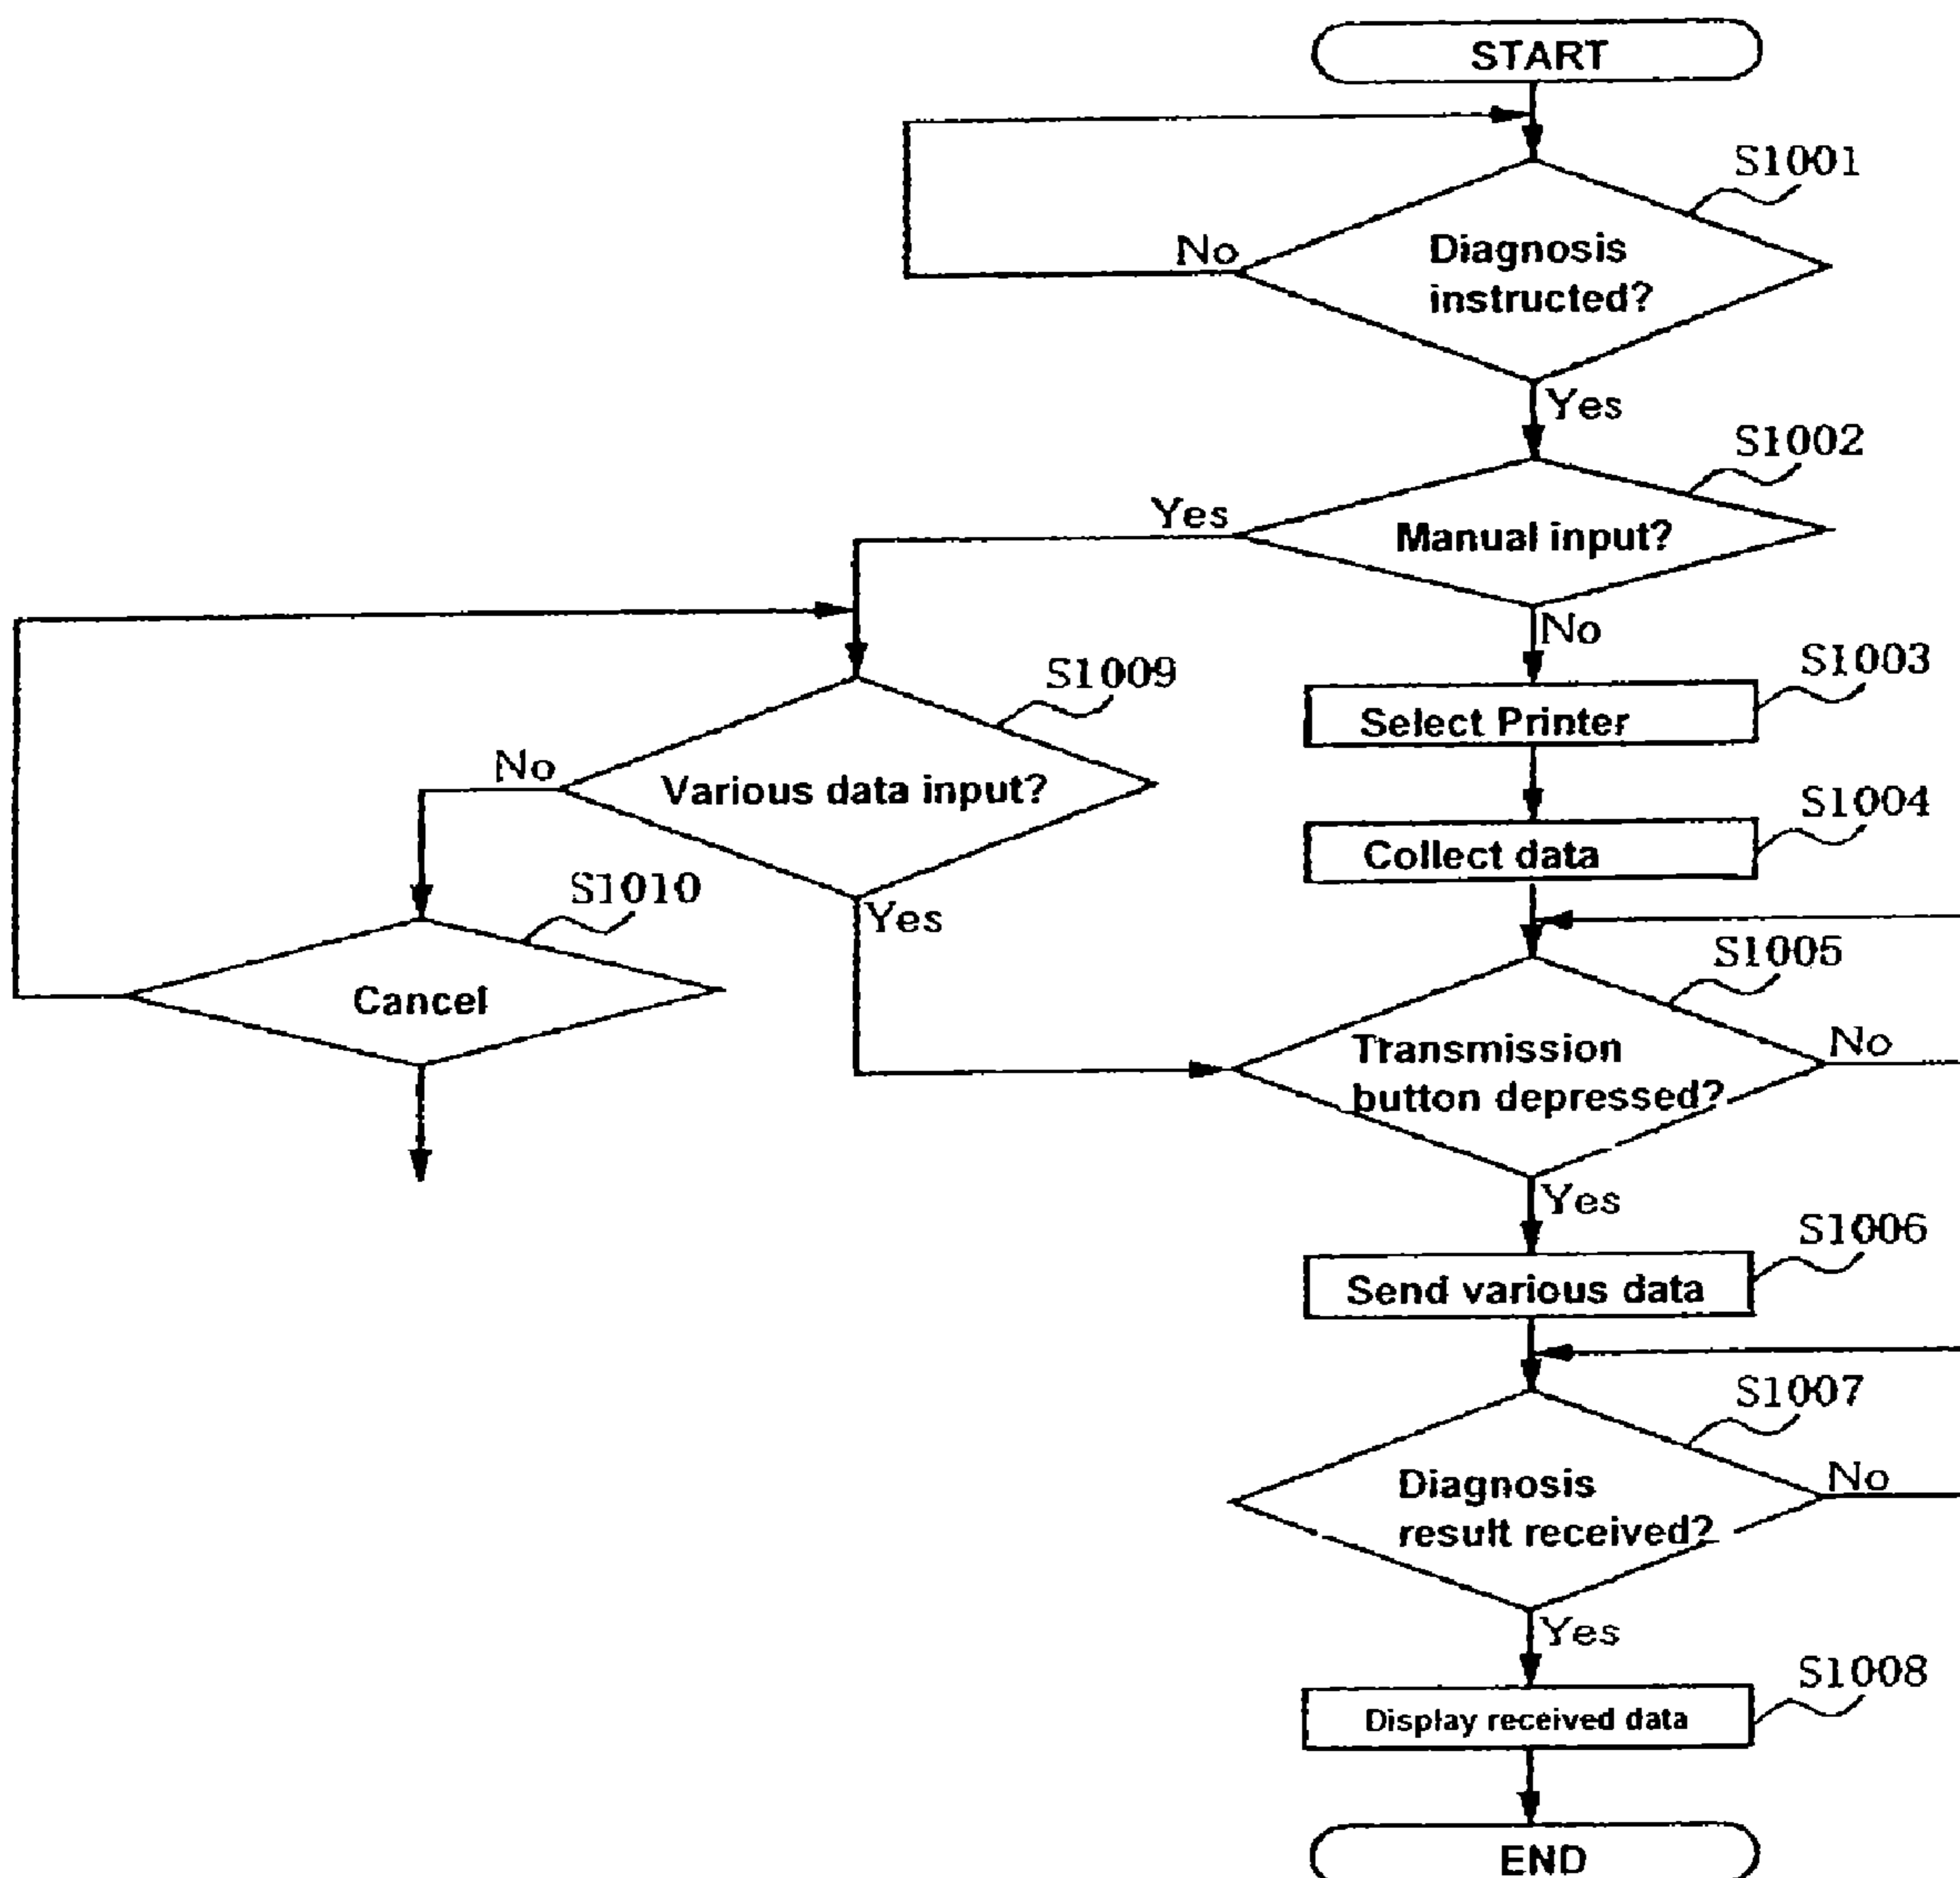 START
S1001
No
Diagnosis
instructed?
Yes
S1002
Yes
Manual input?
No
S1003
Select Printer
S1009
No
Various data input?
S1004
Collect data
S1010
Yes
Cancel
S1005
Transmission
button depressed?
No
Yes
S1006
Send various data
S1007
Diagnosis
result received?
No
Yes
S1008
Display received data
END